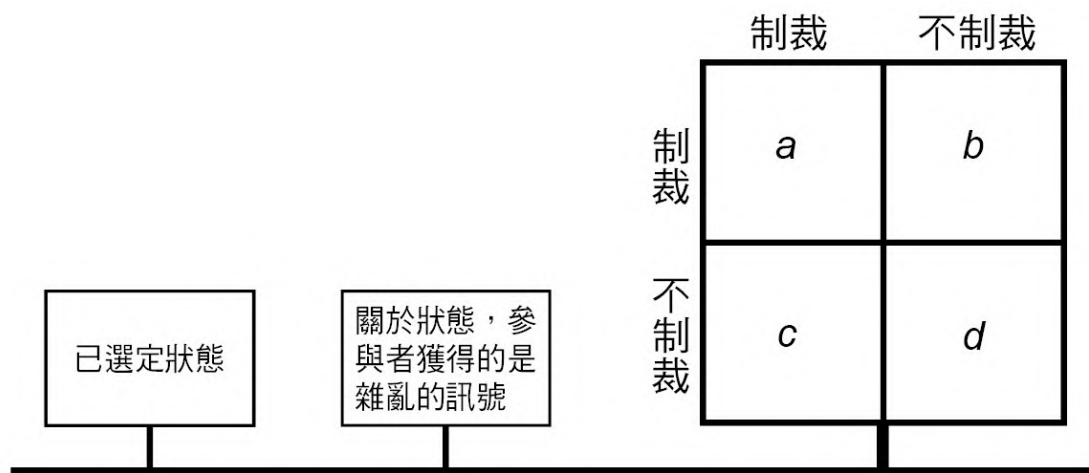 制裁 不制裁
制裁
a b
不制裁
c d
已選定狀態
關於狀態,參
與者獲得的是
雜亂的訊號